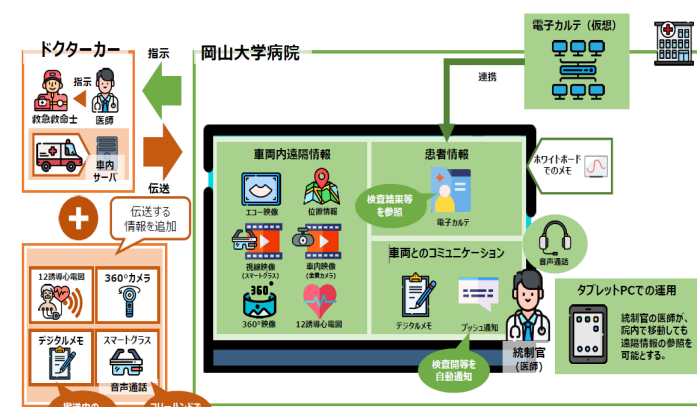 ドクターカー
指示
岡山大学病院
電子カルテ（仮想）
連携
指示
救急救命士
医師
車内
サーバ
伝送
伝送する
情報を追加
車両内遠隔情報
エコー映像
位置情報
視線映像
(スマートグラス)
車内映像
(全景カメラ)
360°
360°映像
12誘導心電図
患者情報
検査結果等
を参照
電子カルテ
ホワイトボード
でのメモ
車両とのコミュニケーション
デジタルメモ
プッシュ通知
検査開等を
自動通知
音声通話
統制官
(医師)
タブレットPCでの運用
統制官の医師が、
院内で移動しても
遠隔情報の参照を
可能とする。
12誘導心電図
360°カメラ
デジタルメモ
スマートグラス
音声通話
フリーハンドで